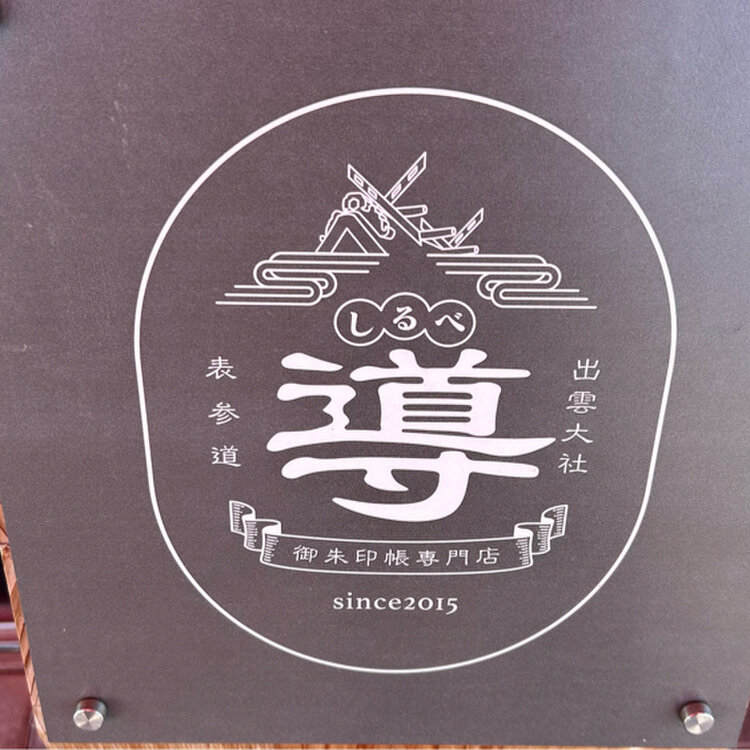 しるべ
導
出雲大社
表参道
御朱印帳専門店
since2015